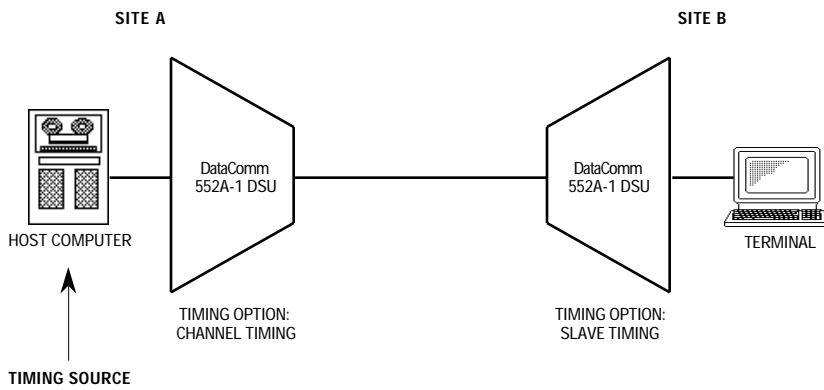 SITE A
SITE B
DataComm
552A-1 DSU
DataComm
552A-1 DSU
HOST COMPUTER
TERMINAL
TIMING OPTION:
CHANNEL TIMING
TIMING OPTION:
SLAVE TIMING
TIMING SOURCE